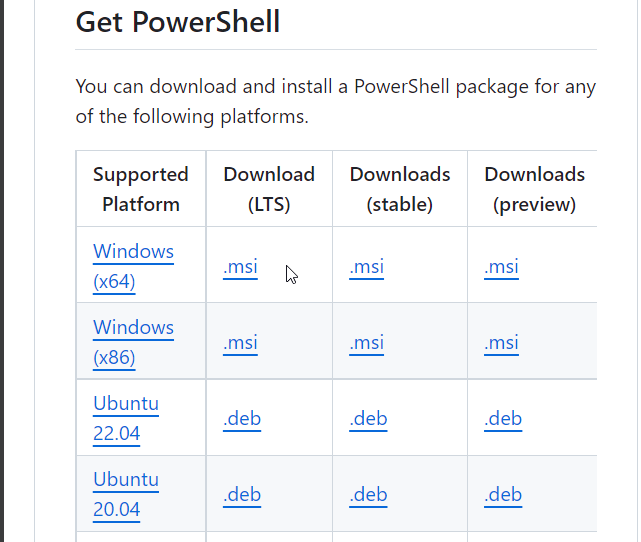 Get PowerShell
You can download and install a PowerShell package for any
of the following platforms.
Supported Download Downloads Downloads
Platform (LTS) (stable) (preview)
Windows
(x64) .msi .msi .msi
Windows
(x86) .msi .msi .msi
Ubuntu
22.04 .deb .deb .deb
Ubuntu
20.04 .deb .deb .deb